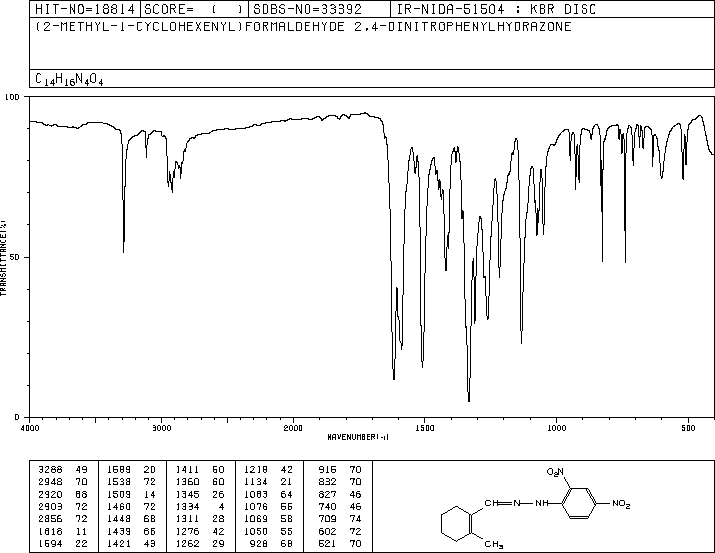 HIT-NO=18814 SCORE= ( ) SDBS-NO=33392 IR-NIDA-51504 : KBR DISC
(2-METHYL-1-CYCLOHEXENYL)FORMALDEHYDE 2,4-DINITROPHENYLHYDRAZONE
C14H16N4O4
100
50
0
TRANSMITTANCE(%)
4000 3000 2000 1500 1000 500
WAVENUMBER(-1)
3288 49 1589 20 1411 60 1218 42 916 70
2948 70 1538 72 1360 60 1134 21 832 70
2920 68 1509 14 1345 26 1083 64 827 46
2903 72 1460 72 1334 4 1076 55 740 46
2856 72 1448 68 1311 28 1069 58 709 74
1618 11 1439 66 1276 42 1050 55 602 72
1594 22 1421 43 1262 29 928 68 521 70
O2N
CH=N-NH NO2
CH3